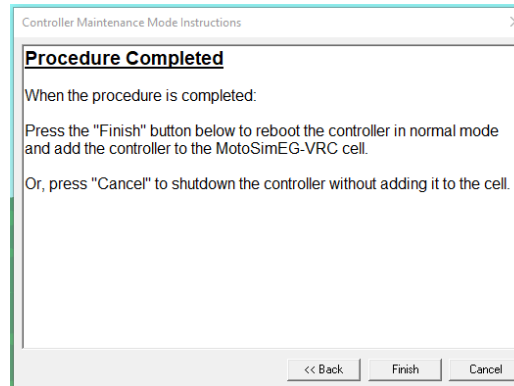 Controller Maintenance Mode Instructions
Procedure Completed
When the procedure is completed:
Press the "Finish" button below to reboot the controller in normal mode
and add the controller to the MotoSimEG-VRC cell.
Or, press "Cancel" to shutdown the controller without adding it to the cell.
<< Back
Finish
Cancel